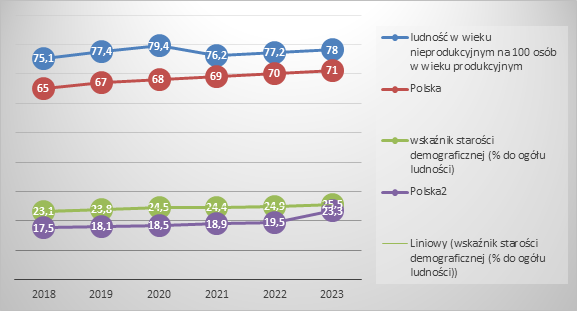 75,1 77,4 79,4 76,2 77,2 78
65 67 68 69 70 71
23,1 23,8 24,5 24,4 24,9 25,5
17,5 18,1 18,5 18,9 19,5 23,3
2018 2019 2020 2021 2022 2023
ludność w wieku
nieprodukcyjnym na 100 osób
w wieku produkcyjnym
Polska
wskaźnik starości
demograficznej (% do ogółu
ludności)
Polska2
Liniowy (wskaźnik starości
demograficznej (% do ogółu
ludności))